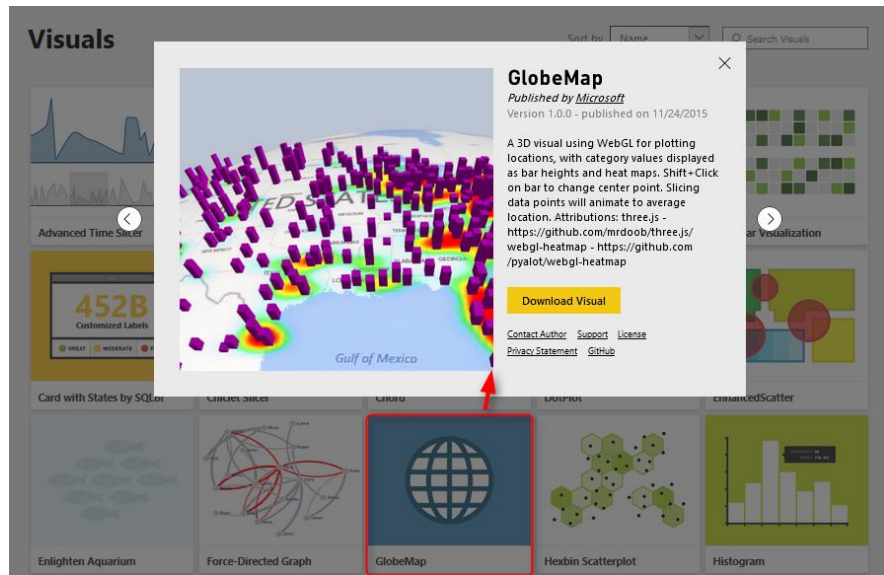 Visuals
Sort by Name
Search Visuals
GlobeMap
Published by Microsoft
Version 1.0.0 - published on 11/24/2015
A 3D visual using WebGL for plotting
locations, with category values displayed
as bar heights and heat maps. Shift+Click
on bar to change center point. Slicing
data points will animate to average
location. Attributions: three.js -
https://github.com/mrdoob/three.js/
webgl-heatmap - https://github.com
/pyalot/webgl-heatmap
Download Visual
Contact Author Support License
Privacy Statement GitHub
Gulf of Mexico
GEORGIA
Advanced Time Slicer
ar Visualization
452B
Customized Labels
GREAT MODERATE
Card with States by SQLBI
Chiclet Slicer
Chord
DotPlot
EnhancedScatter
Enlighten Aquarium
Force-Directed Graph
GlobeMap
Hexbin Scatterplot
Histogram